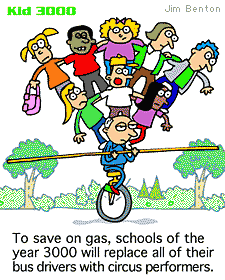 Kid 3000
Jim Benton
To save on gas, schools of the
year 3000 will replace all of their
bus drivers with circus performers.